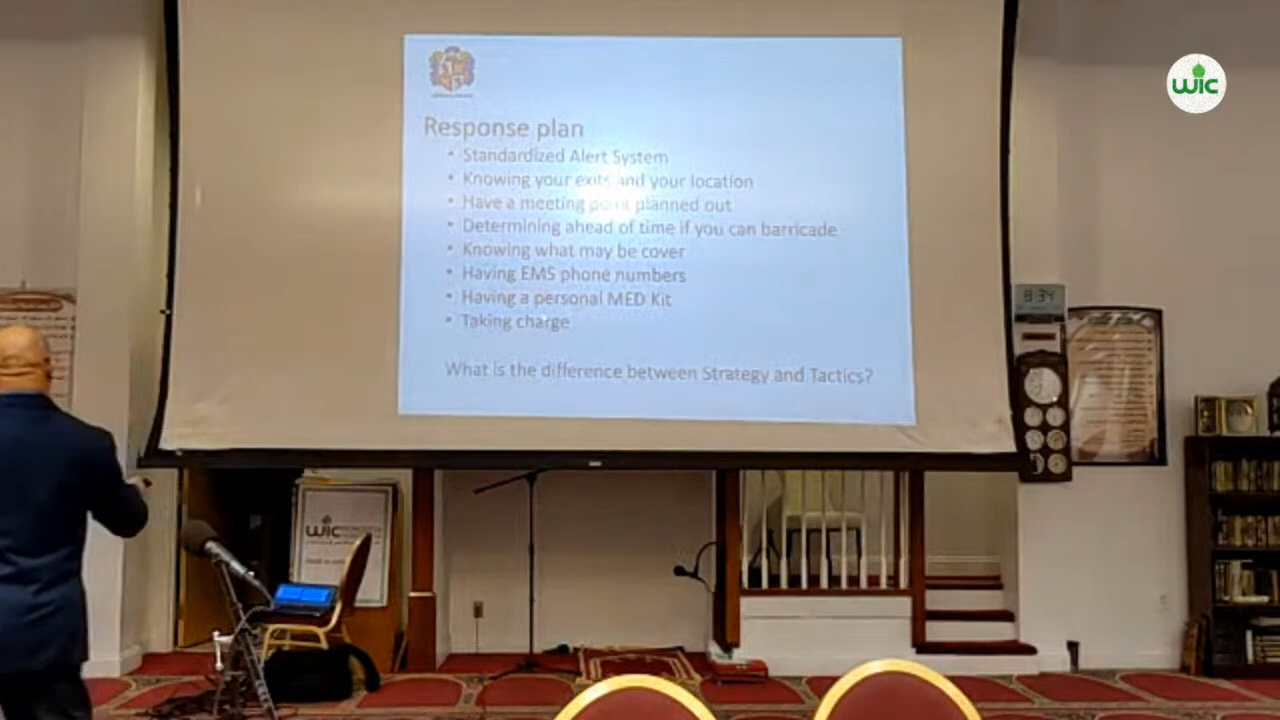 WIC
Response plan
• Standardized Alert System
• Knowing your exits and your location
• Have a meeting point planned out
• Determining ahead of time if you can barricade
• Knowing what may be cover
• Having EMS phone numbers
• Having a personal MED Kit
• Taking charge
What is the difference between Strategy and Tactics?
8:34
WIC